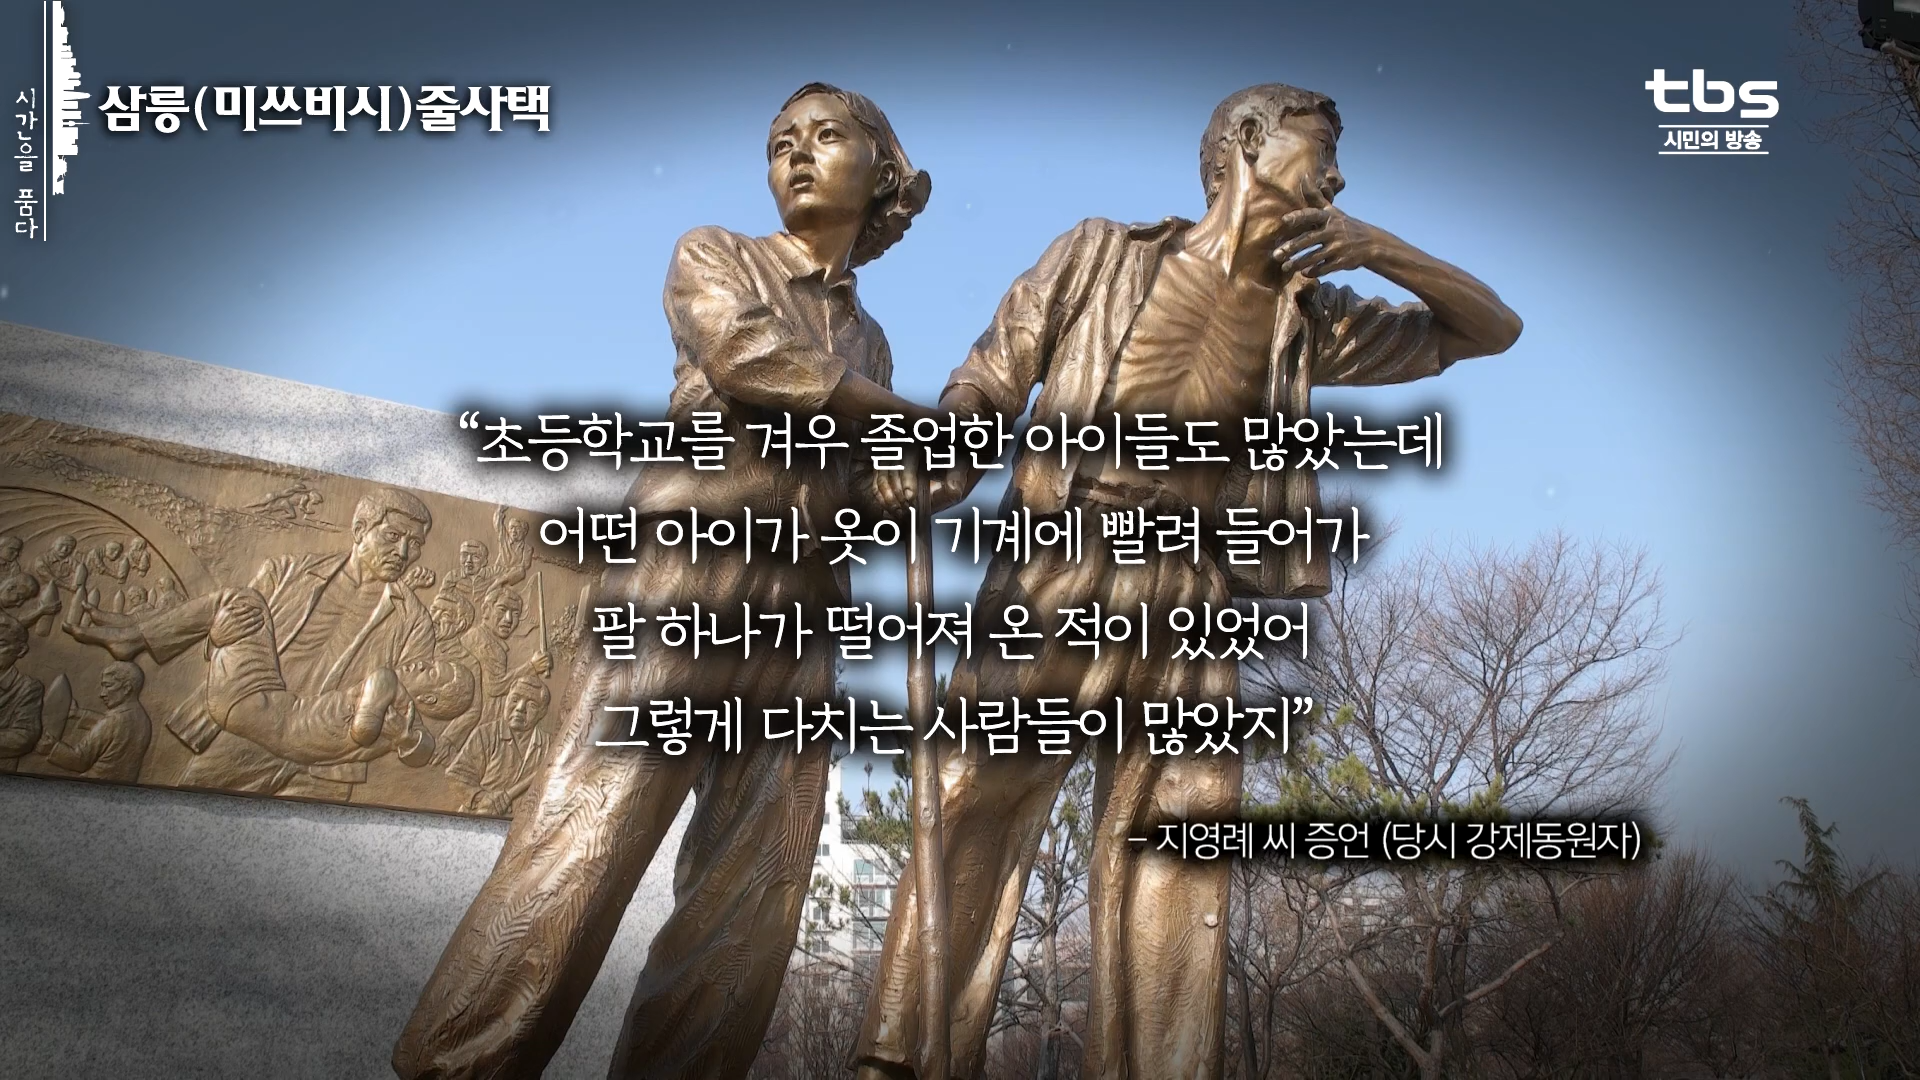 시간을 품다
삼릉(미쓰비시)줄사택
tbs
시민의 방송
“초등학교를 겨우 졸업한 아이들도 많았는데
어떤 아이가 옷이 기계에 빨려 들어가
팔 하나가 떨어져 온 적이 있었어
그렇게 다치는 사람들이 많았지”
- 지영례 씨 증언 (당시 강제동원자)